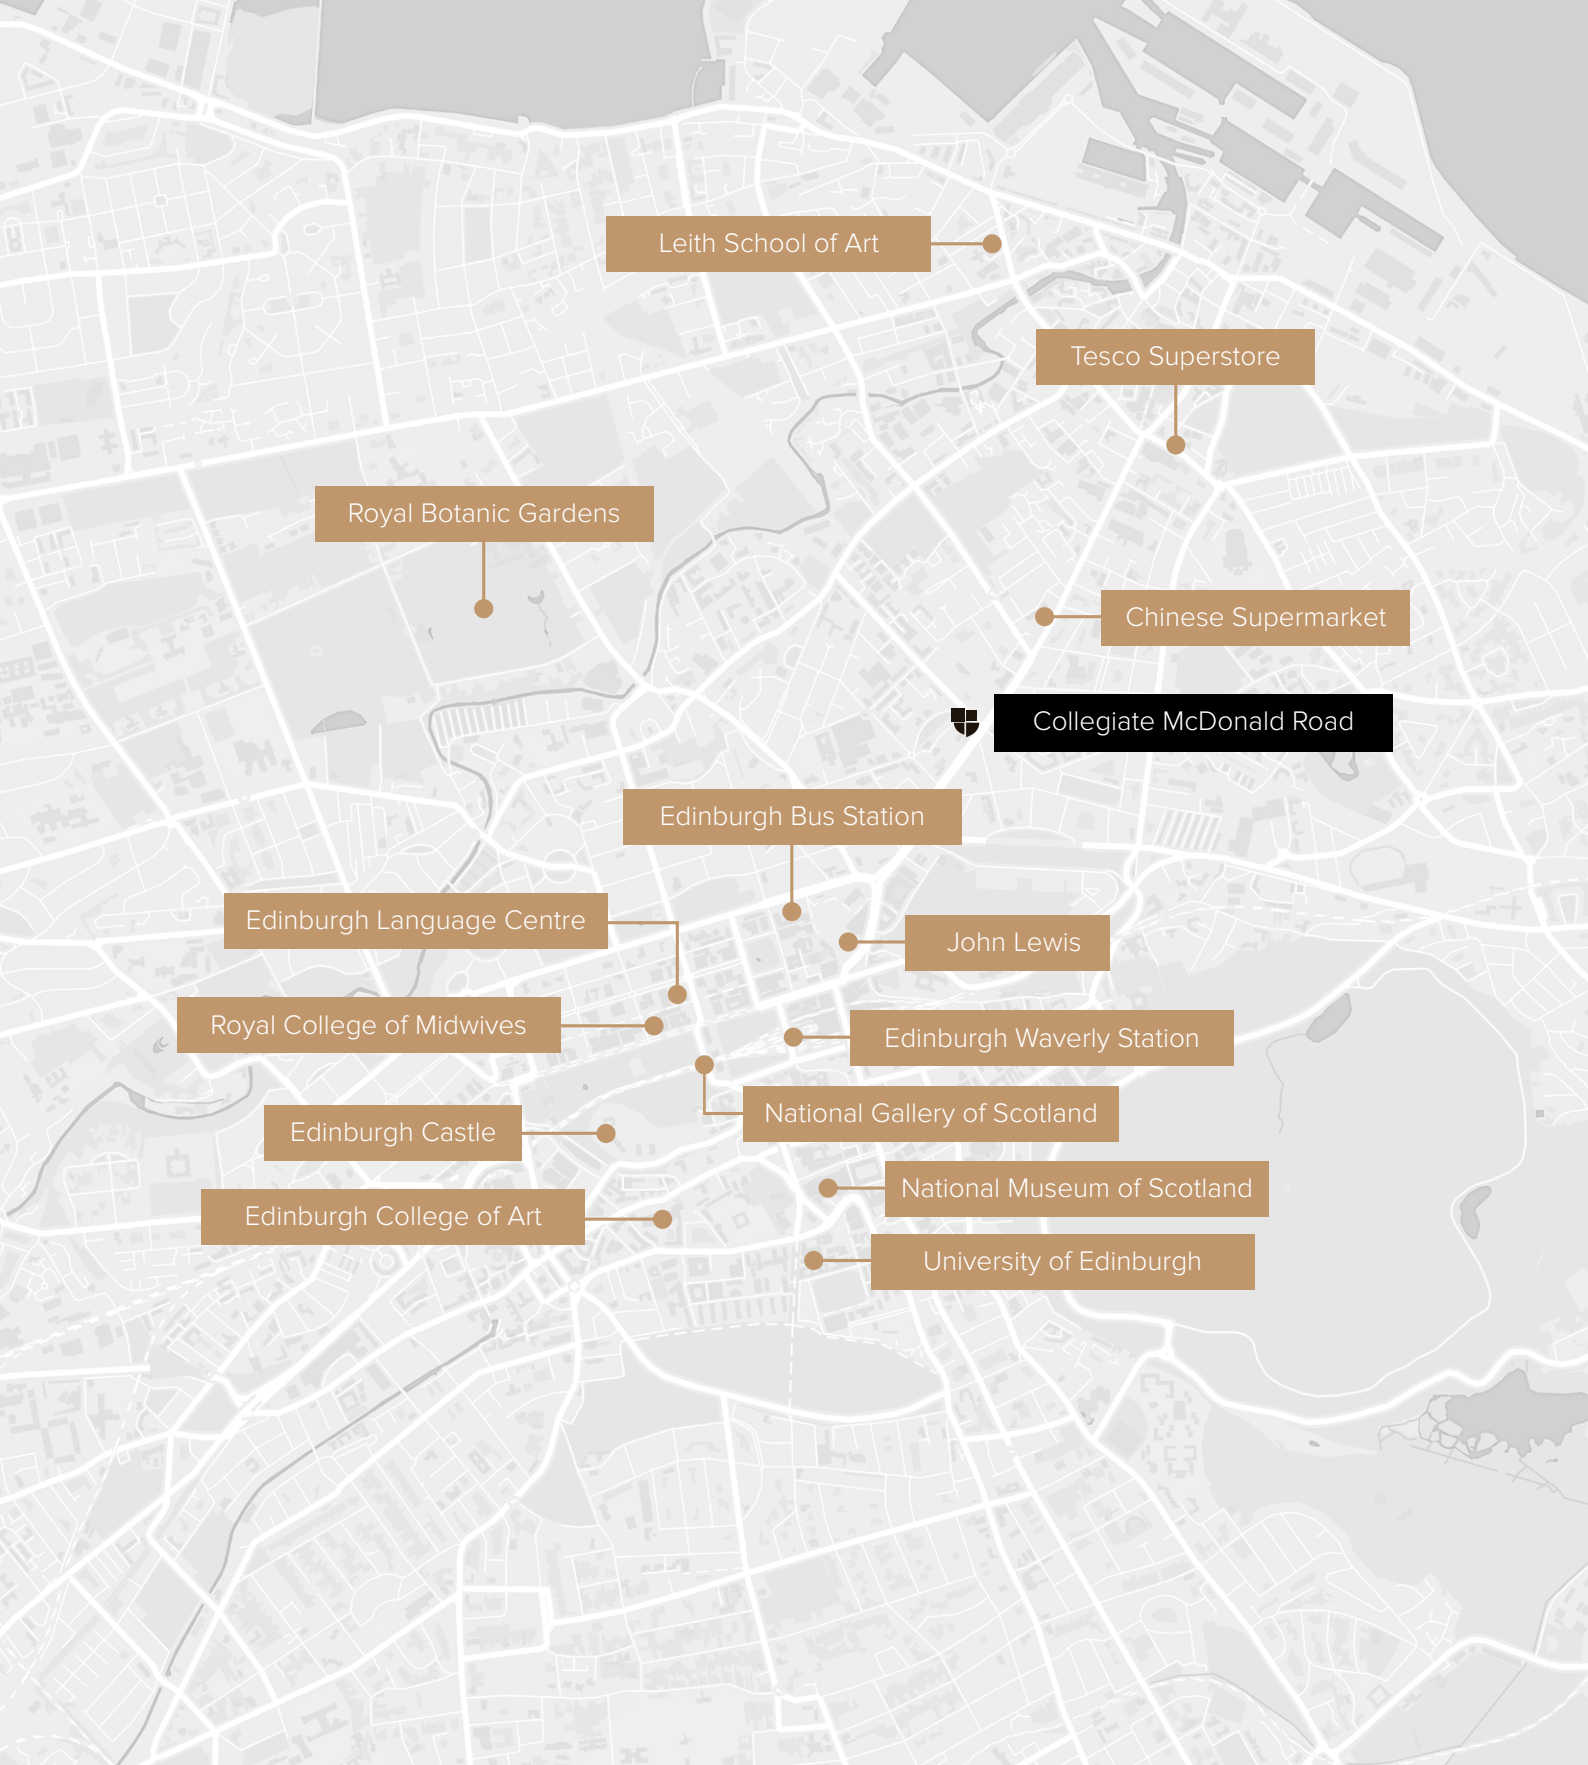 Leith School of Art
Tesco Superstore
Royal Botanic Gardens
Chinese Supermarket
Collegiate McDonald Road
Edinburgh Bus Station
Edinburgh Language Centre
John Lewis
Royal College of Midwives
Edinburgh Waverly Station
National Gallery of Scotland
Edinburgh Castle
National Museum of Scotland
Edinburgh College of Art
University of Edinburgh